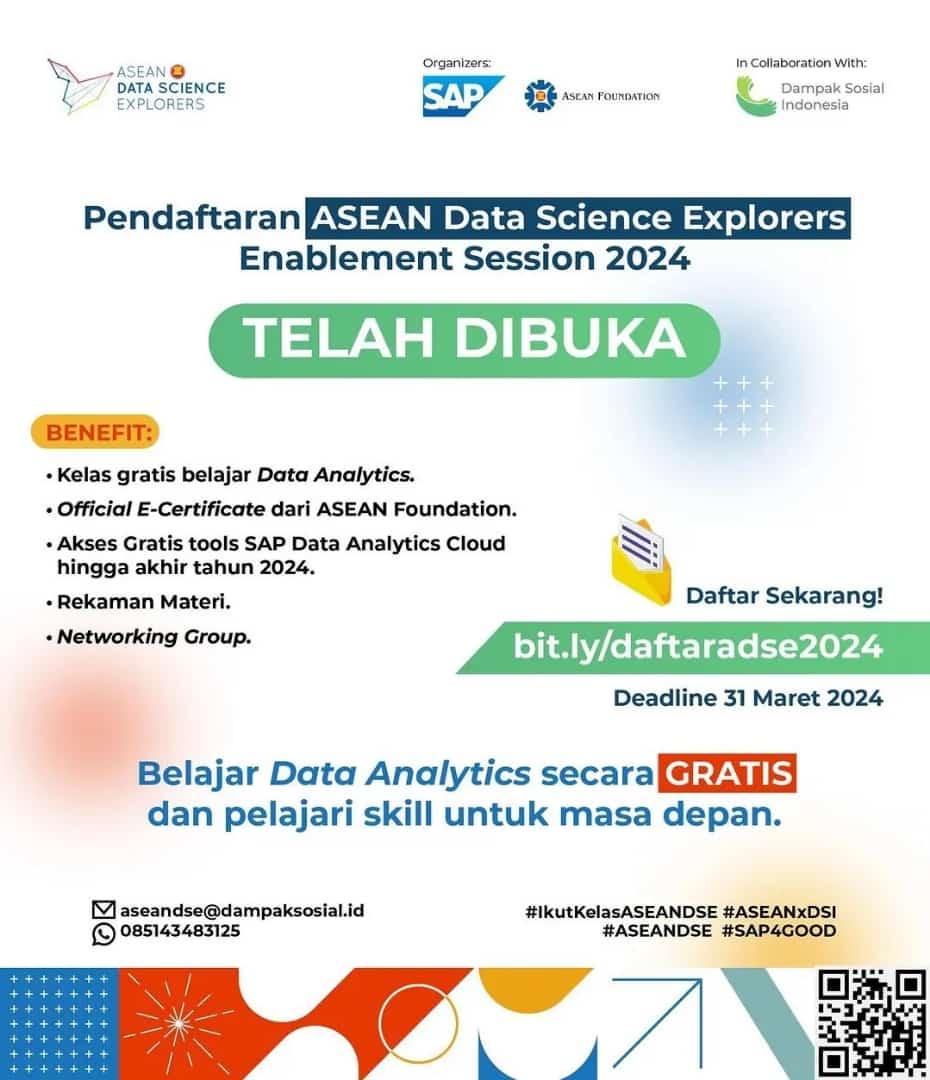 ASEAN
DATA SCIENCE
EXPLORERS
Organizers:
SAP
ASEAN FOUNDATION
In Collaboration With:
Dampak Sosial
Indonesia
Pendaftaran ASEAN Data Science Explorers
Enablement Session 2024
TELAH DIBUKA
BENEFIT:
• Kelas gratis belajar Data Analytics.
• Official E-Certificate dari ASEAN Foundation.
• Akses Gratis tools SAP Data Analytics Cloud
hingga akhir tahun 2024.
• Rekaman Materi.
• Networking Group.
Daftar Sekarang!
bit.ly/daftaradse2024
Deadline 31 Maret 2024
Belajar Data Analytics secara GRATIS
dan pelajari skill untuk masa depan.
aseandse@dampaksosial.id
085143483125
#IkutKelasASEANDSE #ASEANxDSI
#ASEANDSE #SAP4GOOD